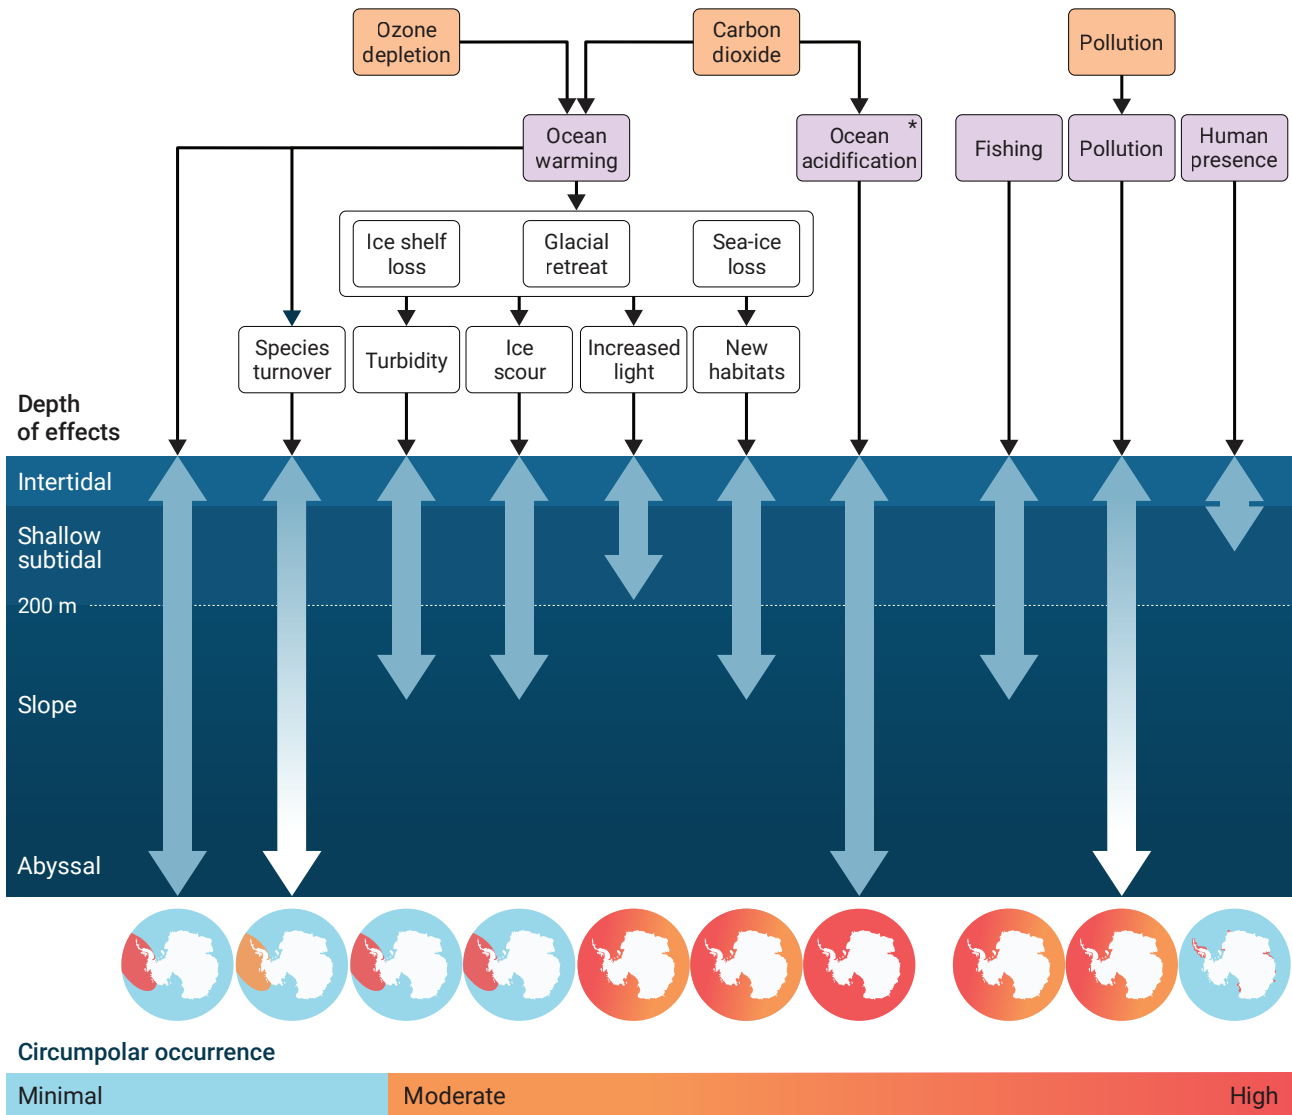 Ozone
depletion
Carbon
dioxide
Pollution
Ocean
warming
Ocean *
acidification
Fishing
Pollution
Human
presence
Ice shelf
loss
Glacial
retreat
Sea-ice
loss
Species
turnover
Turbidity
Ice
scour
Increased
light
New
habitats
Depth
of effects
Intertidal
Shallow
subtidal
200 m
Slope
Abyssal
Circumpolar occurrence
Minimal
Moderate
High